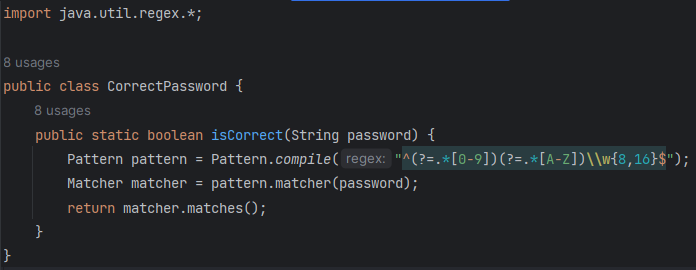 import java.util.regex.*;
8 usages
public class CorrectPassword {
8 usages
public static boolean isCorrect(String password) {
Pattern pattern = Pattern.compile( regex: "^(?=.*[0-9])(?=.*[A-Z])\\w{8,16}$");
Matcher matcher = pattern.matcher(password);
return matcher.matches();
}
}